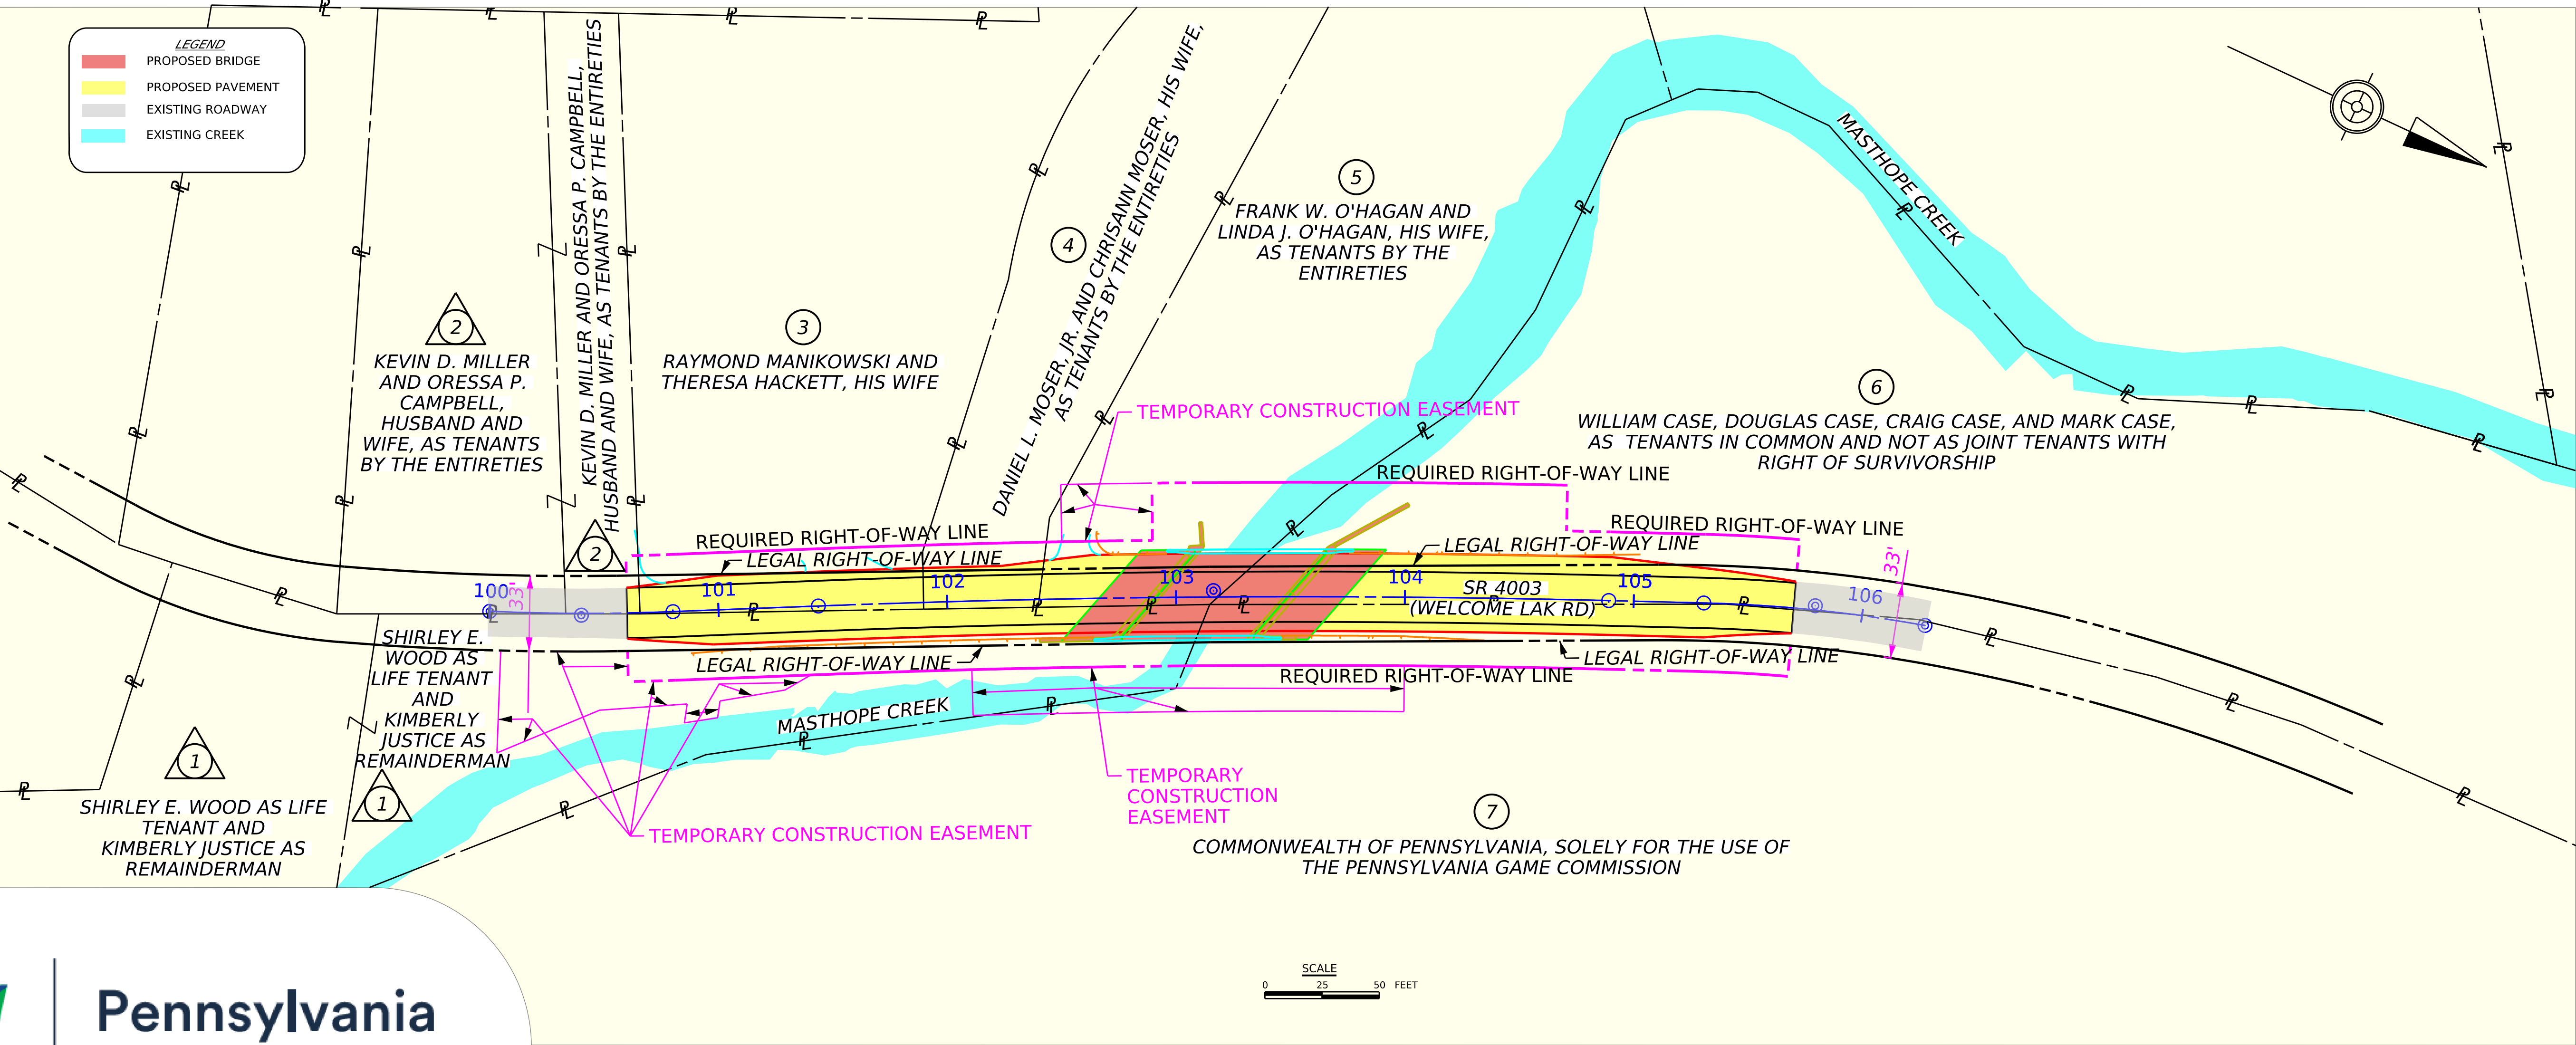 LEGEND
PROPOSED BRIDGE
PROPOSED PAVEMENT
EXISTING ROADWAY
EXISTING CREEK
2
KEVIN D. MILLER
AND ORESSA P.
CAMPBELL,
HUSBAND AND
WIFE, AS TENANTS
BY THE ENTIRETIES
KEVIN D. MILLER AND ORESSA P. CAMPBELL,
HUSBAND AND WIFE, AS TENANTS BY THE ENTIRETIES
2
3
RAYMOND MANIKOWSKI AND
THERESA HACKETT, HIS WIFE
4
DANIEL L. MOSER, JR. AND CHRISANN MOSER, HIS WIFE,
AS TENANTS BY THE ENTIRETIES
5
FRANK W. O'HAGAN AND
LINDA J. O'HAGAN, HIS WIFE,
AS TENANTS BY THE
ENTIRETIES
MASTHOPE CREEK
6
WILLIAM CASE, DOUGLAS CASE, CRAIG CASE, AND MARK CASE,
AS TENANTS IN COMMON AND NOT AS JOINT TENANTS WITH
RIGHT OF SURVIVORSHIP
TEMPORARY CONSTRUCTION EASEMENT
REQUIRED RIGHT-OF-WAY LINE
REQUIRED RIGHT-OF-WAY LINE
REQUIRED RIGHT-OF-WAY LINE
LEGAL RIGHT-OF-WAY LINE
LEGAL RIGHT-OF-WAY LINE
100
33'
101
102
103
104
105
106
33'
SR 4003
(WELCOME LAK RD)
LEGAL RIGHT-OF-WAY LINE
LEGAL RIGHT-OF-WAY LINE
REQUIRED RIGHT-OF-WAY LINE
SHIRLEY E.
WOOD AS
LIFE TENANT
AND
KIMBERLY
JUSTICE AS
REMAINDERMAN
1
MASTHOPE CREEK
1
SHIRLEY E. WOOD AS LIFE
TENANT AND
KIMBERLY JUSTICE AS
REMAINDERMAN
TEMPORARY CONSTRUCTION EASEMENT
TEMPORARY
CONSTRUCTION
EASEMENT
7
COMMONWEALTH OF PENNSYLVANIA, SOLELY FOR THE USE OF
THE PENNSYLVANIA GAME COMMISSION
SCALE
0 25 50 FEET
Pennsylvania